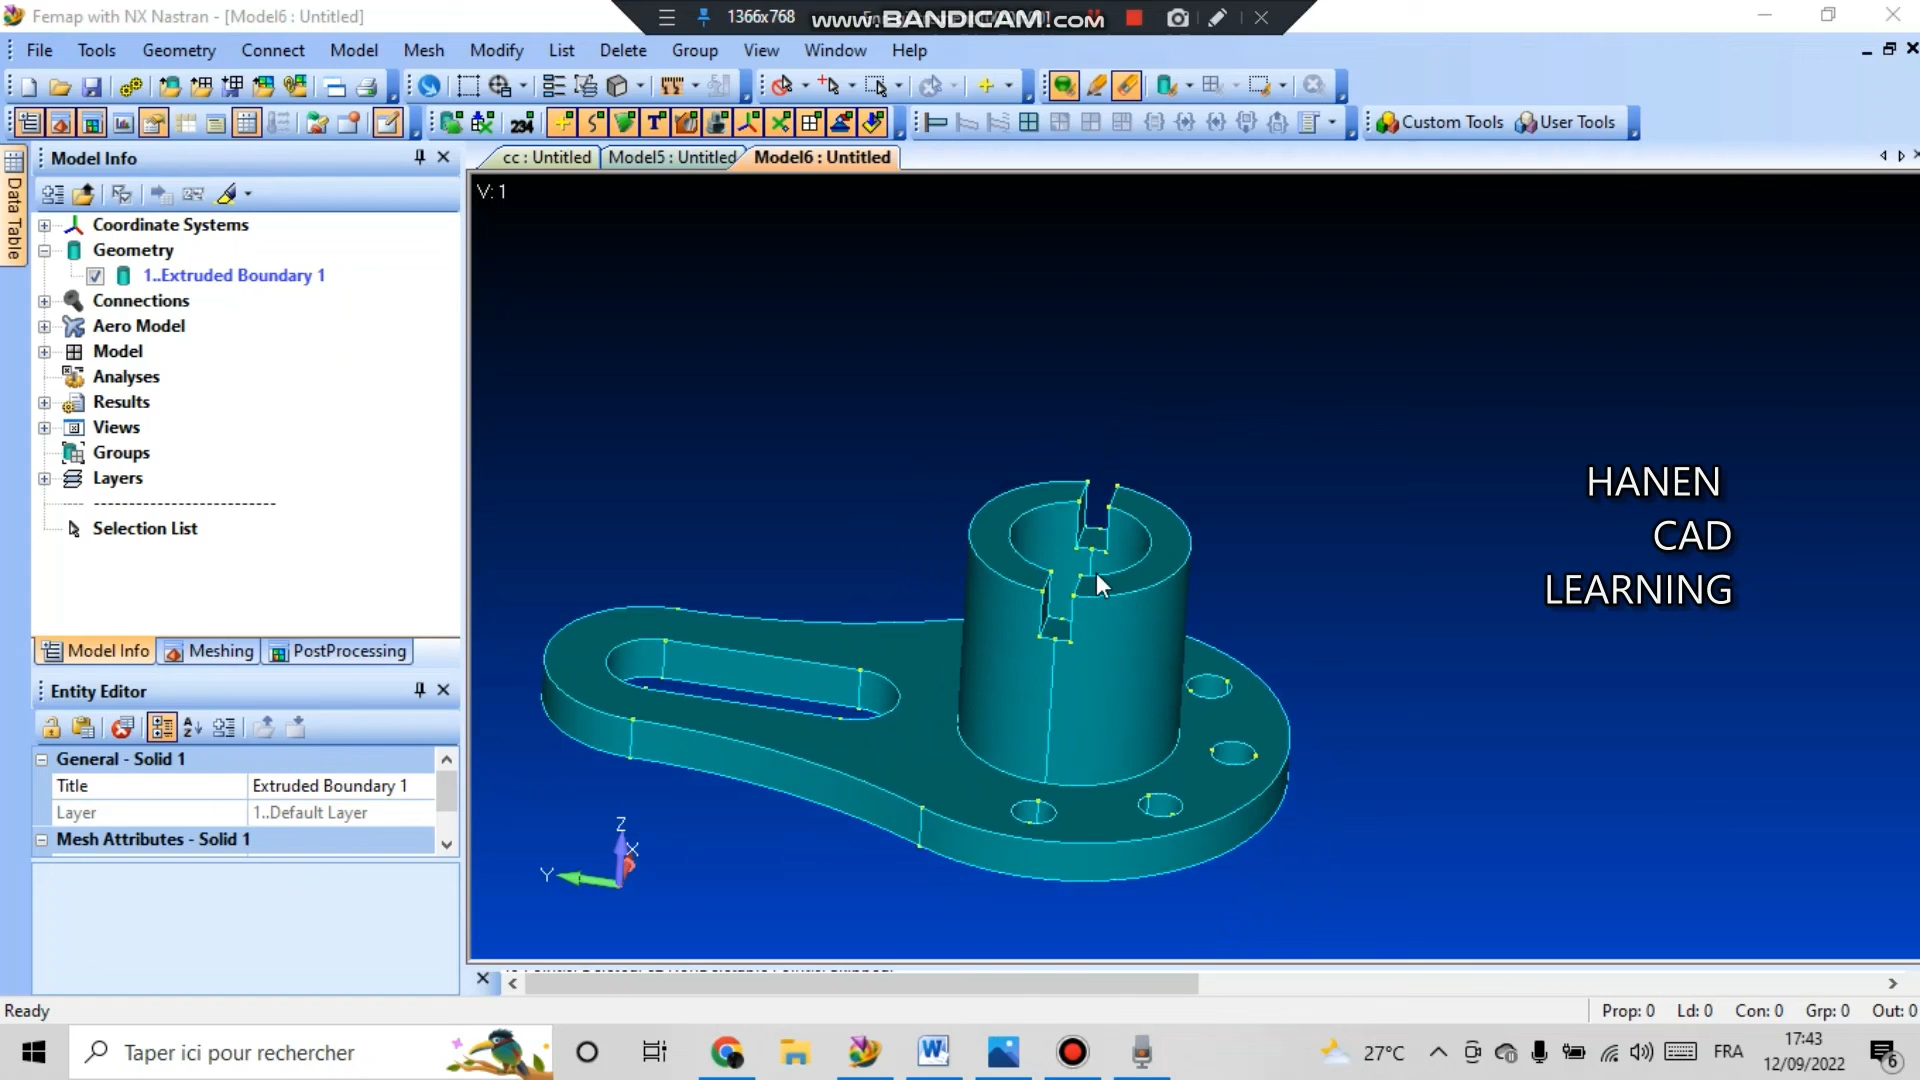 Femap with NX Nastran - [Model6 : Untitled]
1366x768
www.BANDICAM.com
File Tools Geometry Connect Model Mesh Modify List Delete Group View Window Help
234
Custom Tools
User Tools
Data Table
Model Info
cc : Untitled
Model5 : Untitled
Model6 : Untitled
V: 1
Coordinate Systems
Geometry
1..Extruded Boundary 1
Connections
Aero Model
Model
Analyses
Results
Views
Groups
Layers
Selection List
HANEN
CAD
LEARNING
Model Info
Meshing
PostProcessing
Entity Editor
General - Solid 1
Title Extruded Boundary 1
Layer 1..Default Layer
Mesh Attributes - Solid 1
Z
X
Y
Ready
Prop: 0 Ld: 0 Con: 0 Grp: 0 Out: 0
Taper ici pour rechercher
27°C
FRA
17:43
12/09/2022
6